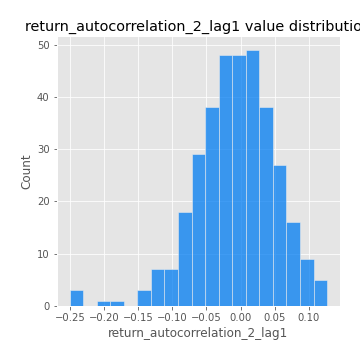 return_autocorrelation_2_lag1 value distributio
50
40
30
20
10
0
Count
−0.25 −0.20 −0.15 −0.10 −0.05 0.00 0.05 0.10
return_autocorrelation_2_lag1